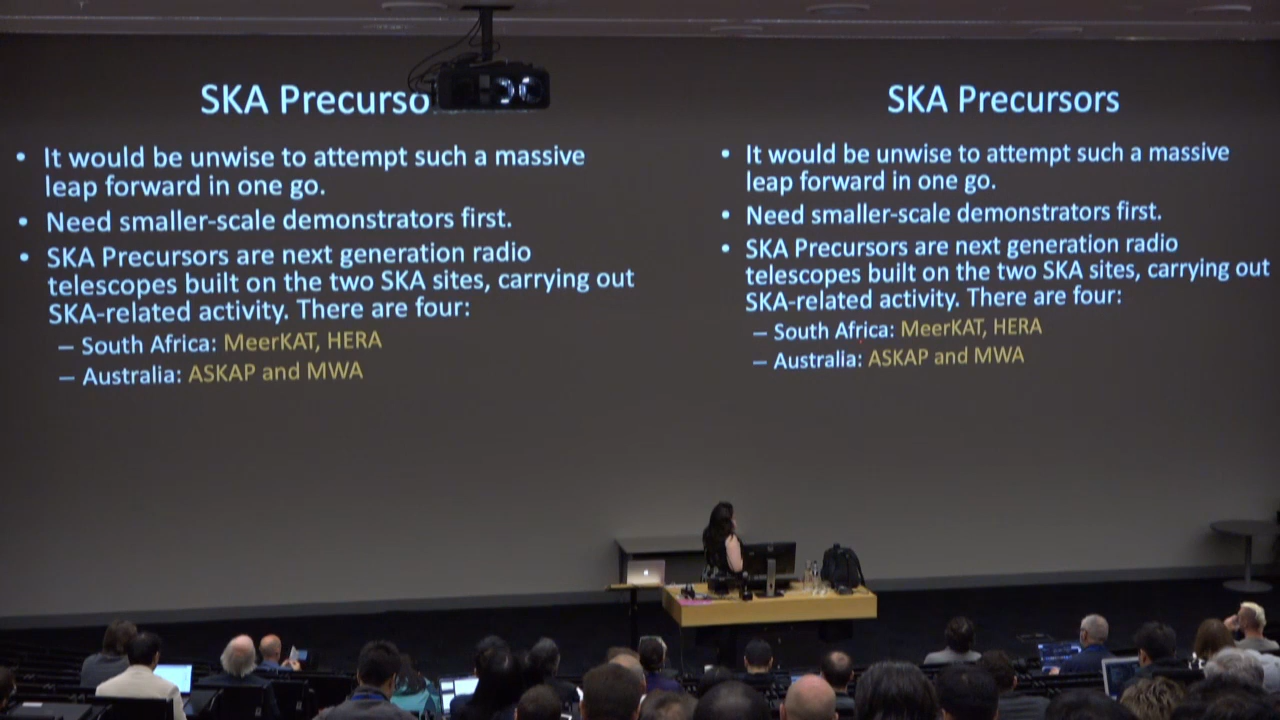 SKA Precurso
• It would be unwise to attempt such a massive
leap forward in one go.
• Need smaller-scale demonstrators first.
• SKA Precursors are next generation radio
telescopes built on the two SKA sites, carrying out
SKA-related activity. There are four:
– South Africa: MeerKAT, HERA
– Australia: ASKAP and MWA
SKA Precursors
• It would be unwise to attempt such a massive
leap forward in one go.
• Need smaller-scale demonstrators first.
• SKA Precursors are next generation radio
telescopes built on the two SKA sites, carrying out
SKA-related activity. There are four:
– South Africa: MeerKAT, HERA
– Australia: ASKAP and MWA